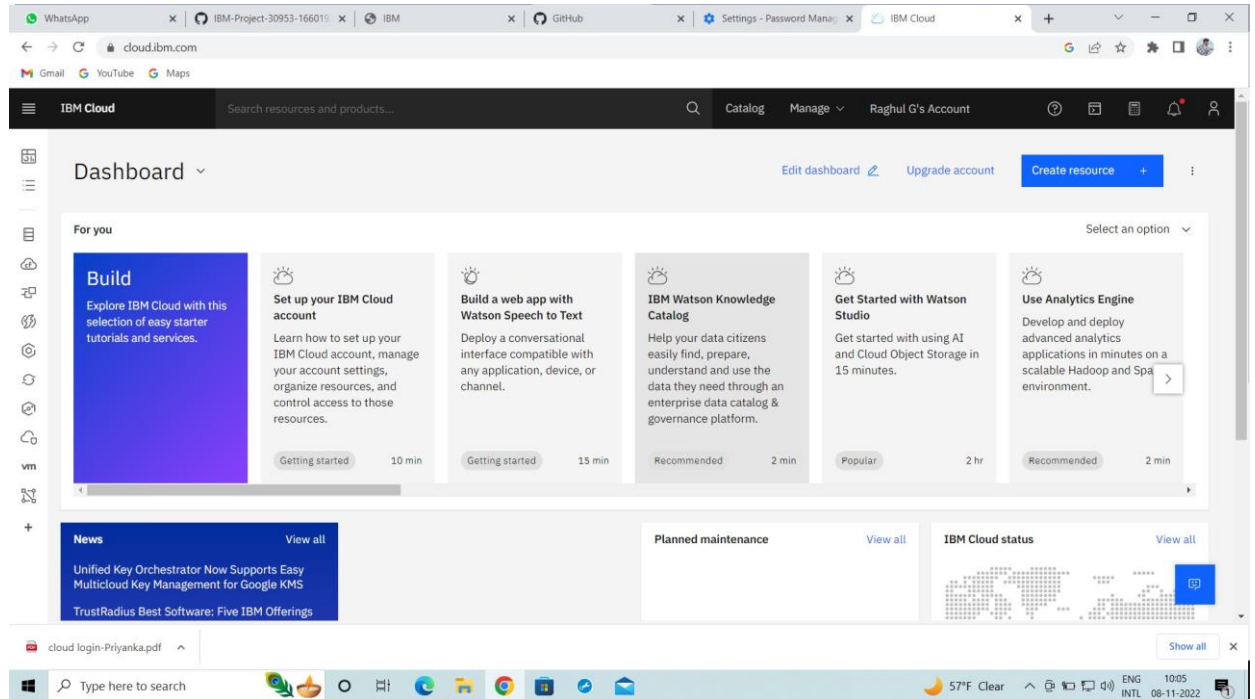 WhatsApp
IBM-Project-30953-166019
IBM
GitHub
Settings - Password Manag
IBM Cloud
cloud.ibm.com
Gmail
YouTube
Maps
IBM Cloud
Search resources and products...
Catalog
Manage
Raghul G's Account
Dashboard
Edit dashboard
Upgrade account
Create resource +
For you
Select an option
Build
Explore IBM Cloud with this
selection of easy starter
tutorials and services.
Set up your IBM Cloud
account
Learn how to set up your
IBM Cloud account, manage
your account settings,
organize resources, and
control access to those
resources.
Getting started
10 min
Build a web app with
Watson Speech to Text
Deploy a conversational
interface compatible with
any application, device, or
channel.
Getting started
15 min
IBM Watson Knowledge
Catalog
Help your data citizens
easily find, prepare,
understand and use the
data they need through an
enterprise data catalog &
governance platform.
Recommended
2 min
Get Started with Watson
Studio
Get started with using AI
and Cloud Object Storage in
15 minutes.
Popular
2 hr
Use Analytics Engine
Develop and deploy
advanced analytics
applications in minutes on a
scalable Hadoop and Spa
environment.
Recommended
2 min
vm
News
View all
Unified Key Orchestrator Now Supports Easy
Multicloud Key Management for Google KMS
TrustRadius Best Software: Five IBM Offerings
Planned maintenance
View all
IBM Cloud status
View all
cloud login-Priyanka.pdf
Show all
Type here to search
57°F Clear
ENG
INTL
10:05
08-11-2022